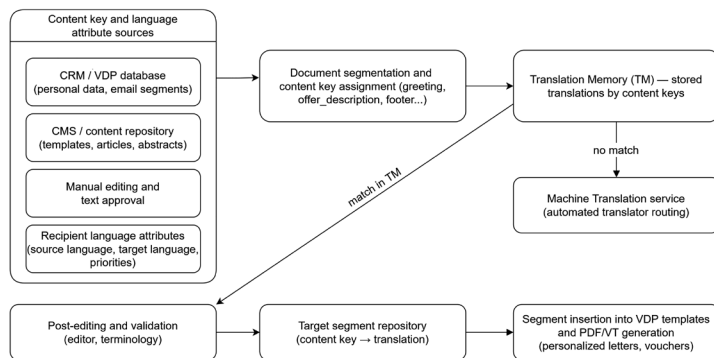 Content key and language
attribute sources
CRM / VDP database
(personal data, email segments)
CMS / content repository
(templates, articles, abstracts)
Manual editing and
text approval
Recipient language attributes
(source language, target language,
priorities)
Document segmentation and
content key assignment (greeting,
offer_description, footer...)
Translation Memory (TM) — stored
translations by content keys
no match
match in TM
Machine Translation service
(automated translator routing)
Post-editing and validation
(editor, terminology)
Target segment repository
(content key → translation)
Segment insertion into VDP templates
and PDF/VT generation
(personalized letters, vouchers)